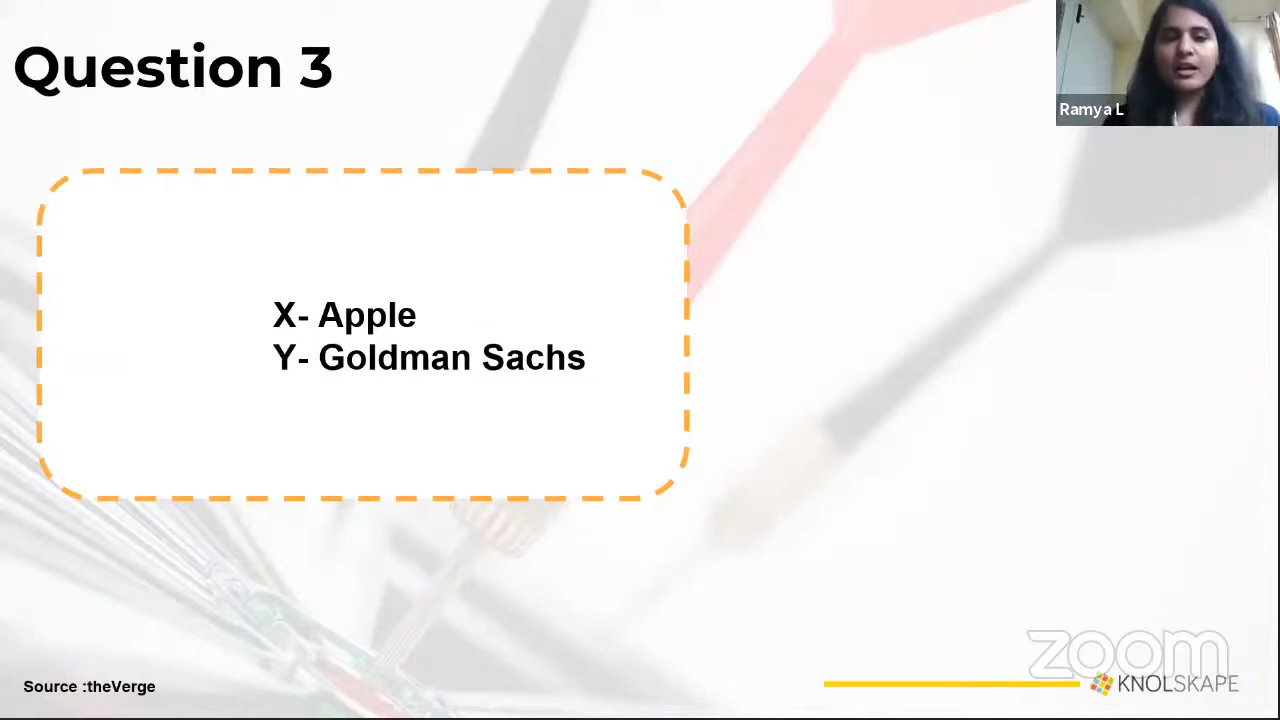 Question 3
Ramya L
X- Apple
Y- Goldman Sachs
zoom
Source :theVerge
KNOLSKAPE